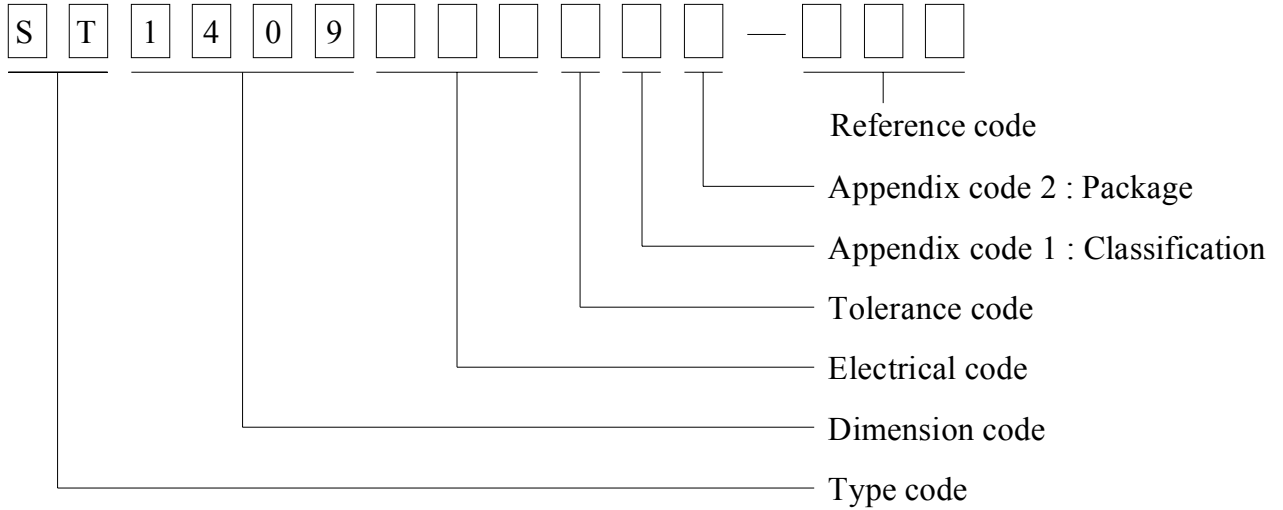 S T 1 4 0 9 —
Reference code
Appendix code 2 : Package
Appendix code 1 : Classification
Tolerance code
Electrical code
Dimension code
Type code